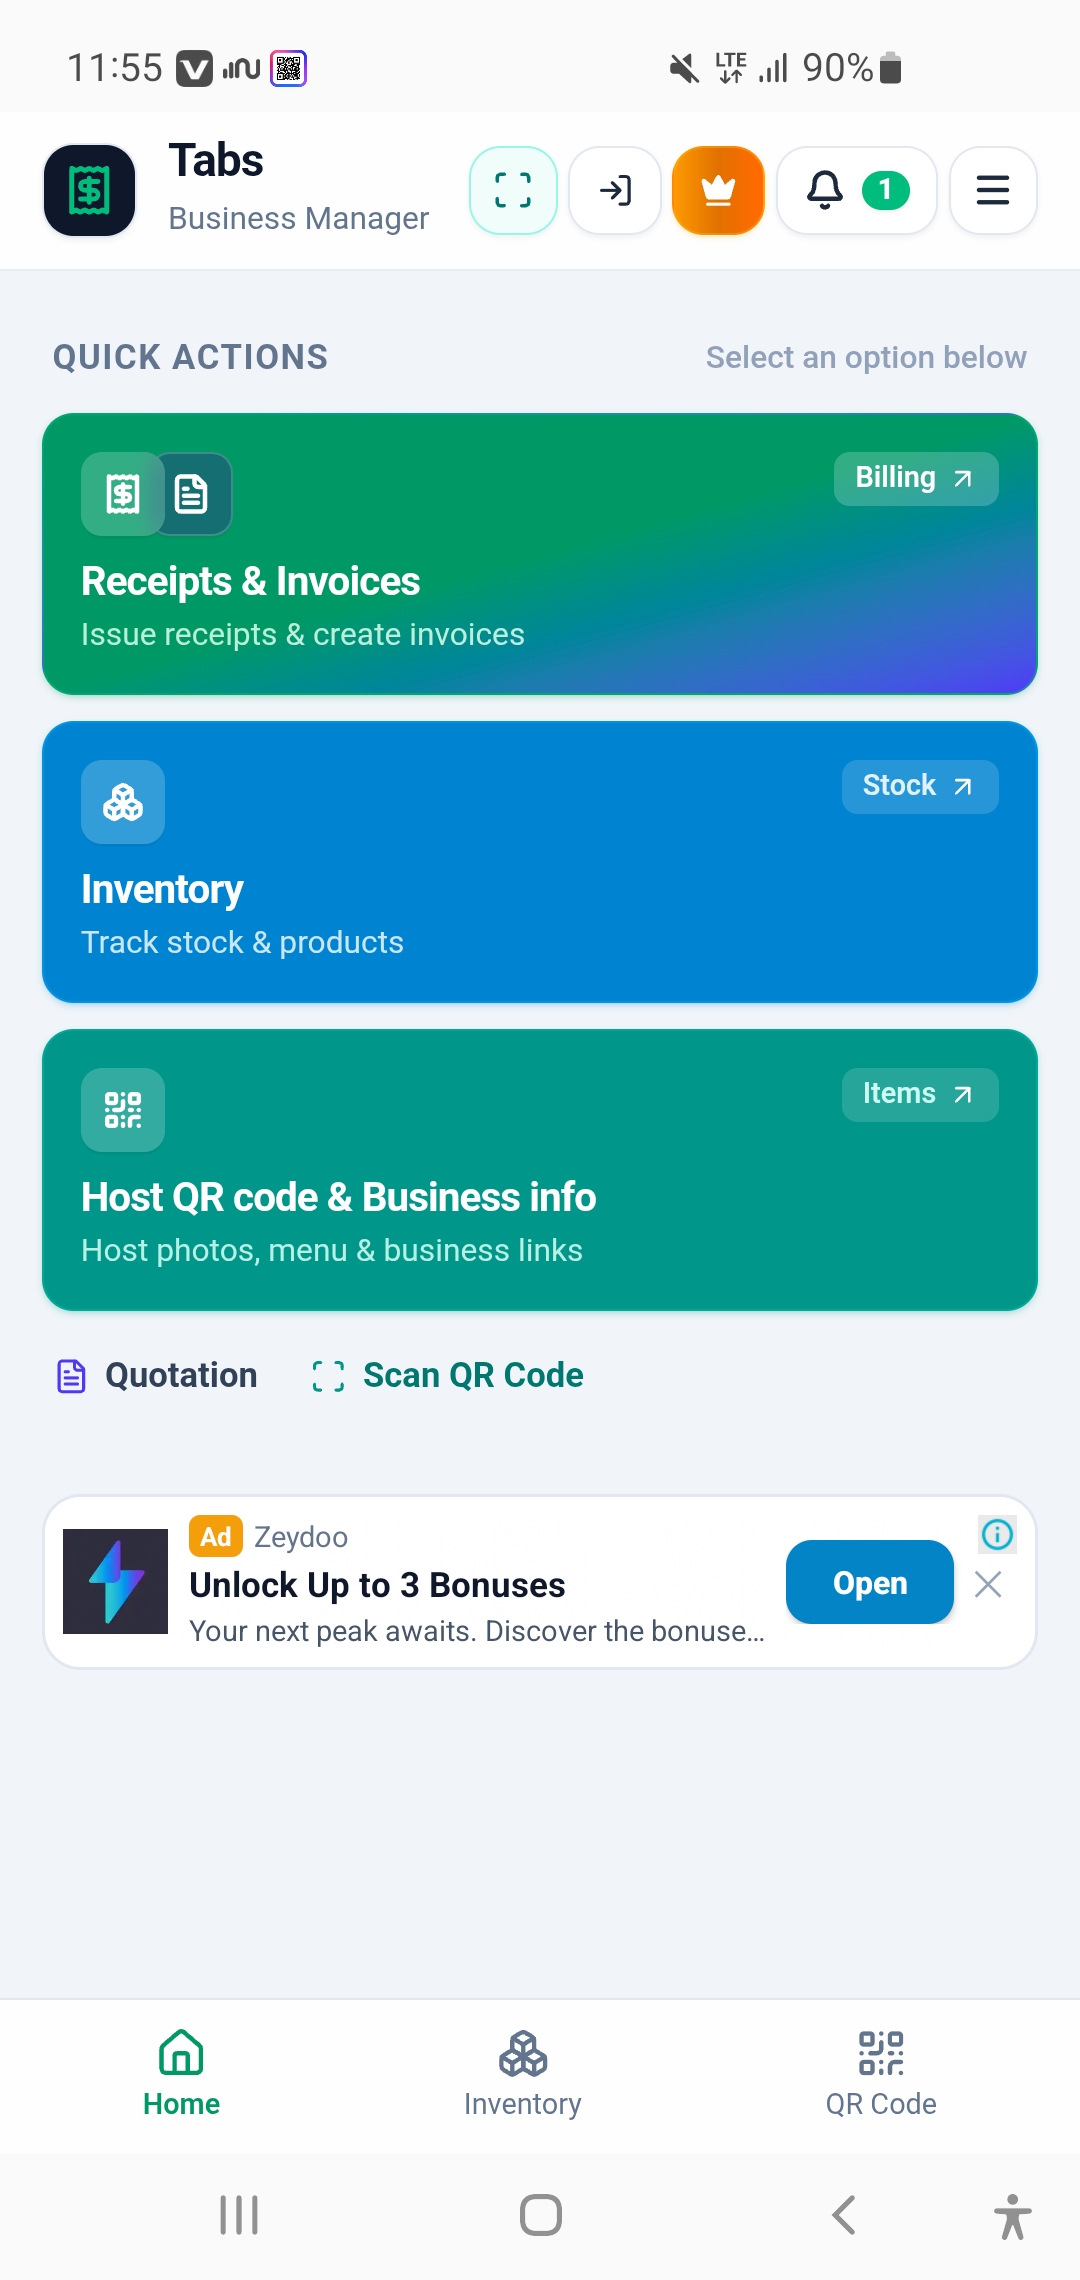 11:55
LTE
90%
Tabs
Business Manager
1
QUICK ACTIONS
Select an option below
Billing
Receipts & Invoices
Issue receipts & create invoices
Stock
Inventory
Track stock & products
Items
Host QR code & Business info
Host photos, menu & business links
Quotation
Scan QR Code
Ad Zeydoo
Unlock Up to 3 Bonuses
Your next peak awaits. Discover the bonuse...
Open
Home
Inventory
QR Code